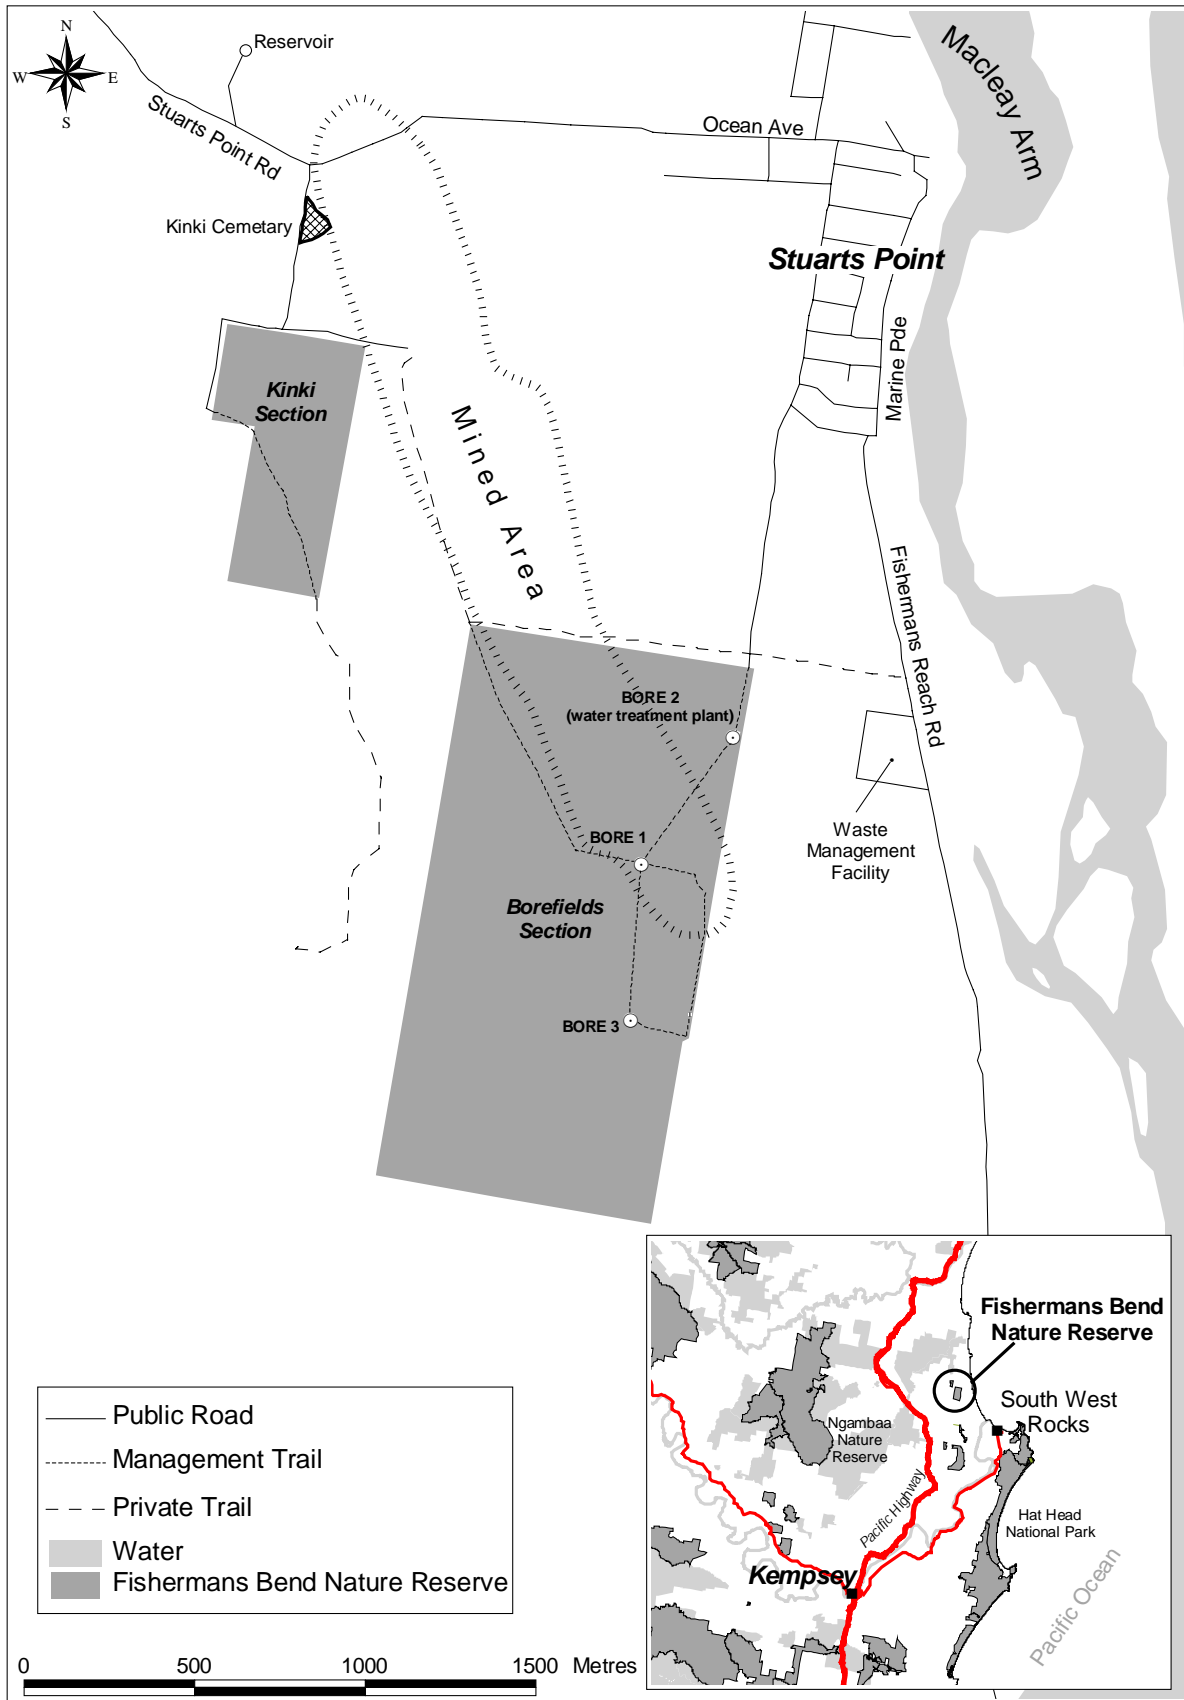 N
W
E
S
Reservoir
Stuarts Point Rd
Kinki Cemetary
Ocean Ave
Macleay Arm
Stuarts Point
Marine Pde
Kinki
Section
Mined Area
Fishermans Reach Rd
BORE 2
(water treatment plant)
BORE 1
Waste
Management
Facility
Borefields
Section
BORE 3
Public Road
Management Trail
Private Trail
Water
Fishermans Bend Nature Reserve
0 500 1000 1500 Metres
Fishermans Bend
Nature Reserve
South West
Rocks
Ngambaa
Nature
Reserve
Pacific Highway
Hat Head
National Park
Kempsey
Pacific Ocean